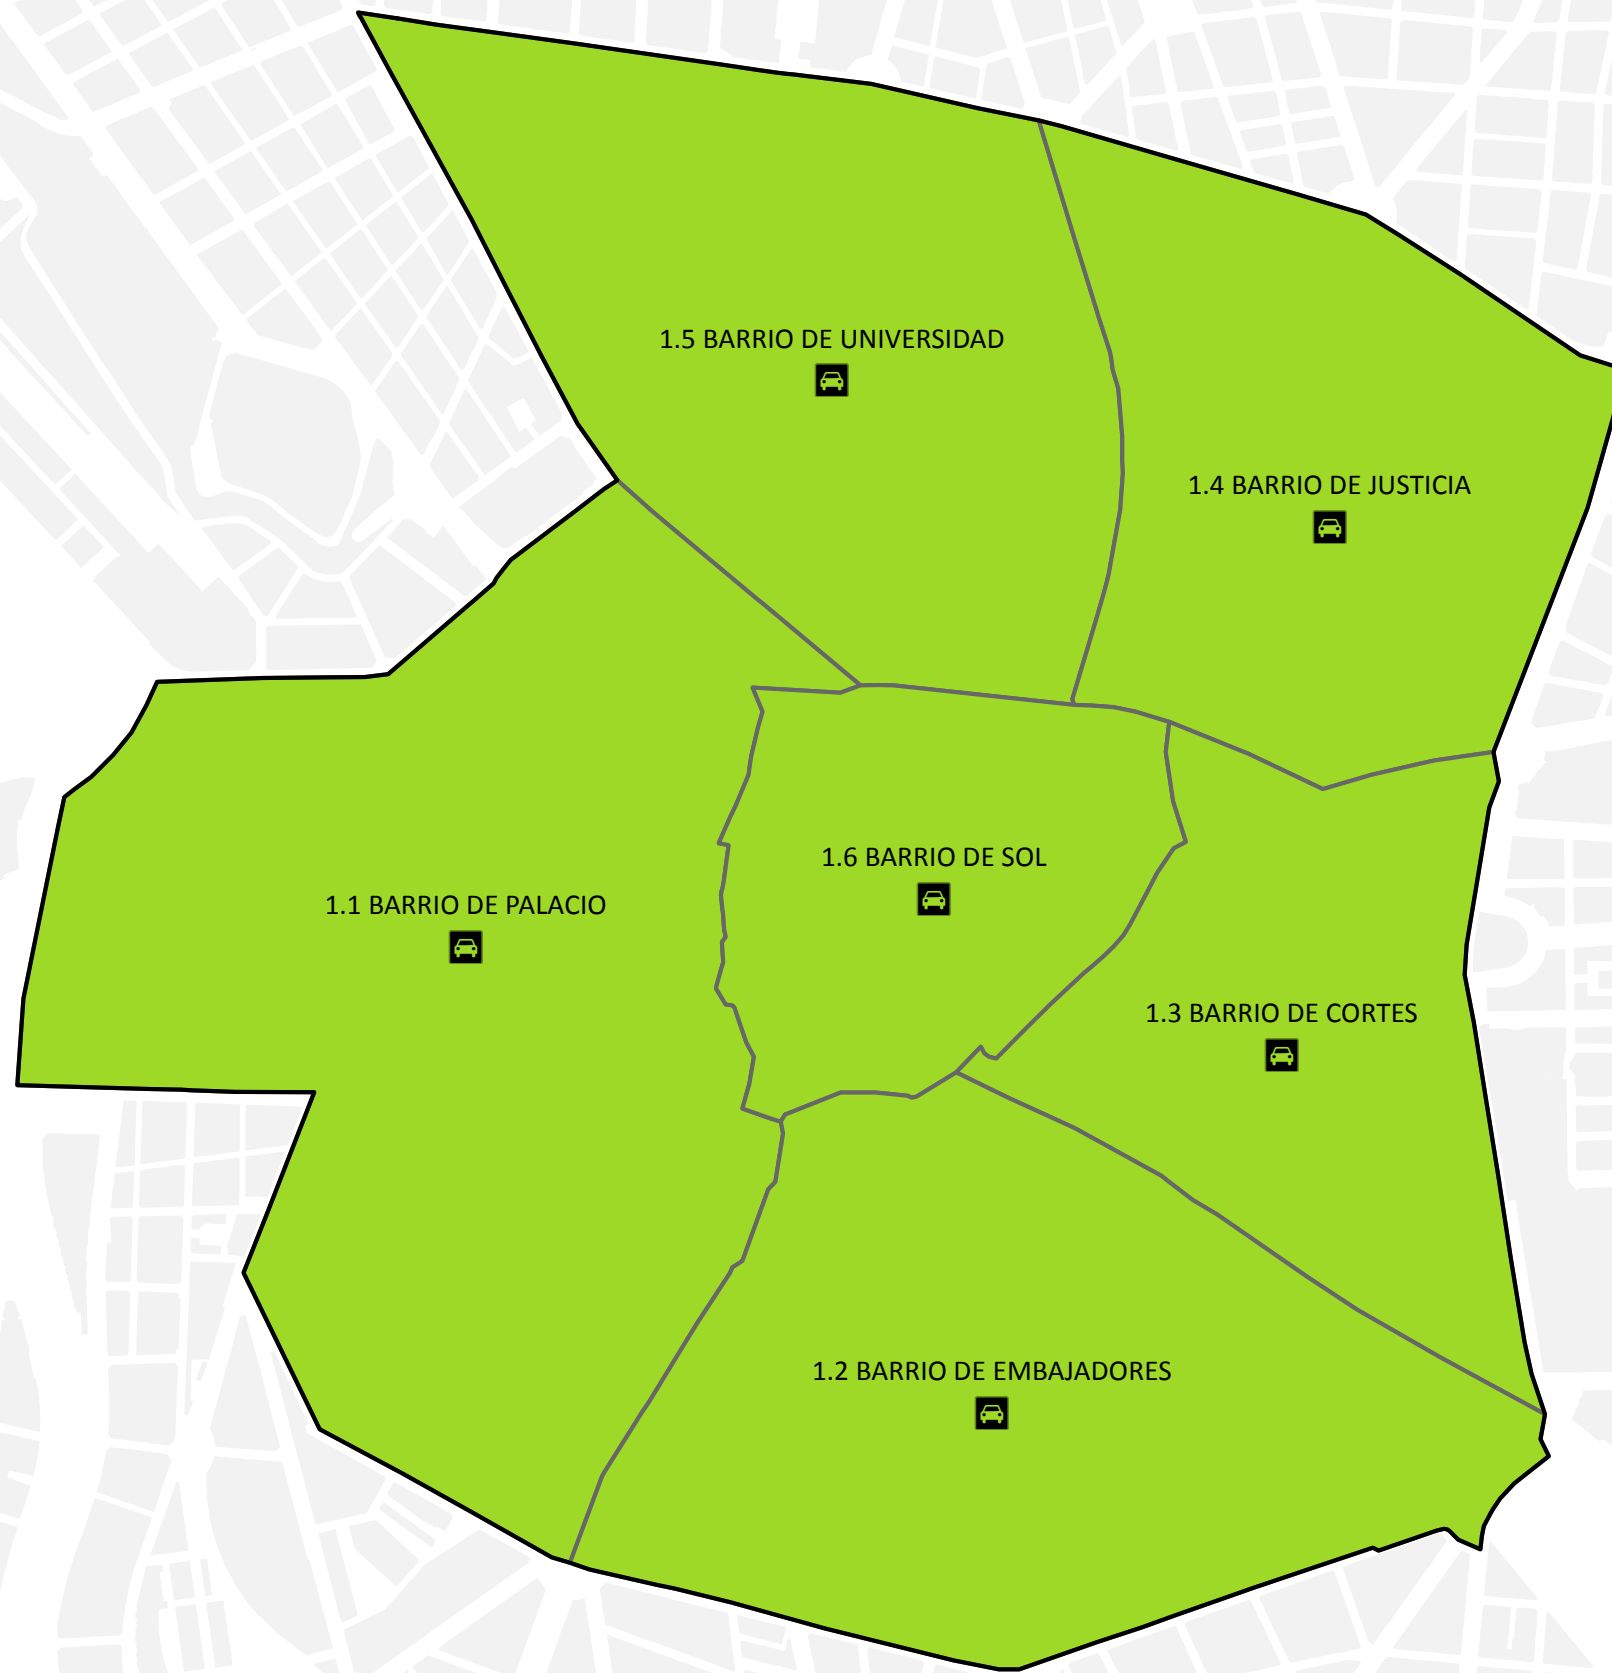 1.5 BARRIO DE UNIVERSIDAD
1.4 BARRIO DE JUSTICIA
1.6 BARRIO DE SOL
1.1 BARRIO DE PALACIO
1.3 BARRIO DE CORTES
1.2 BARRIO DE EMBAJADORES